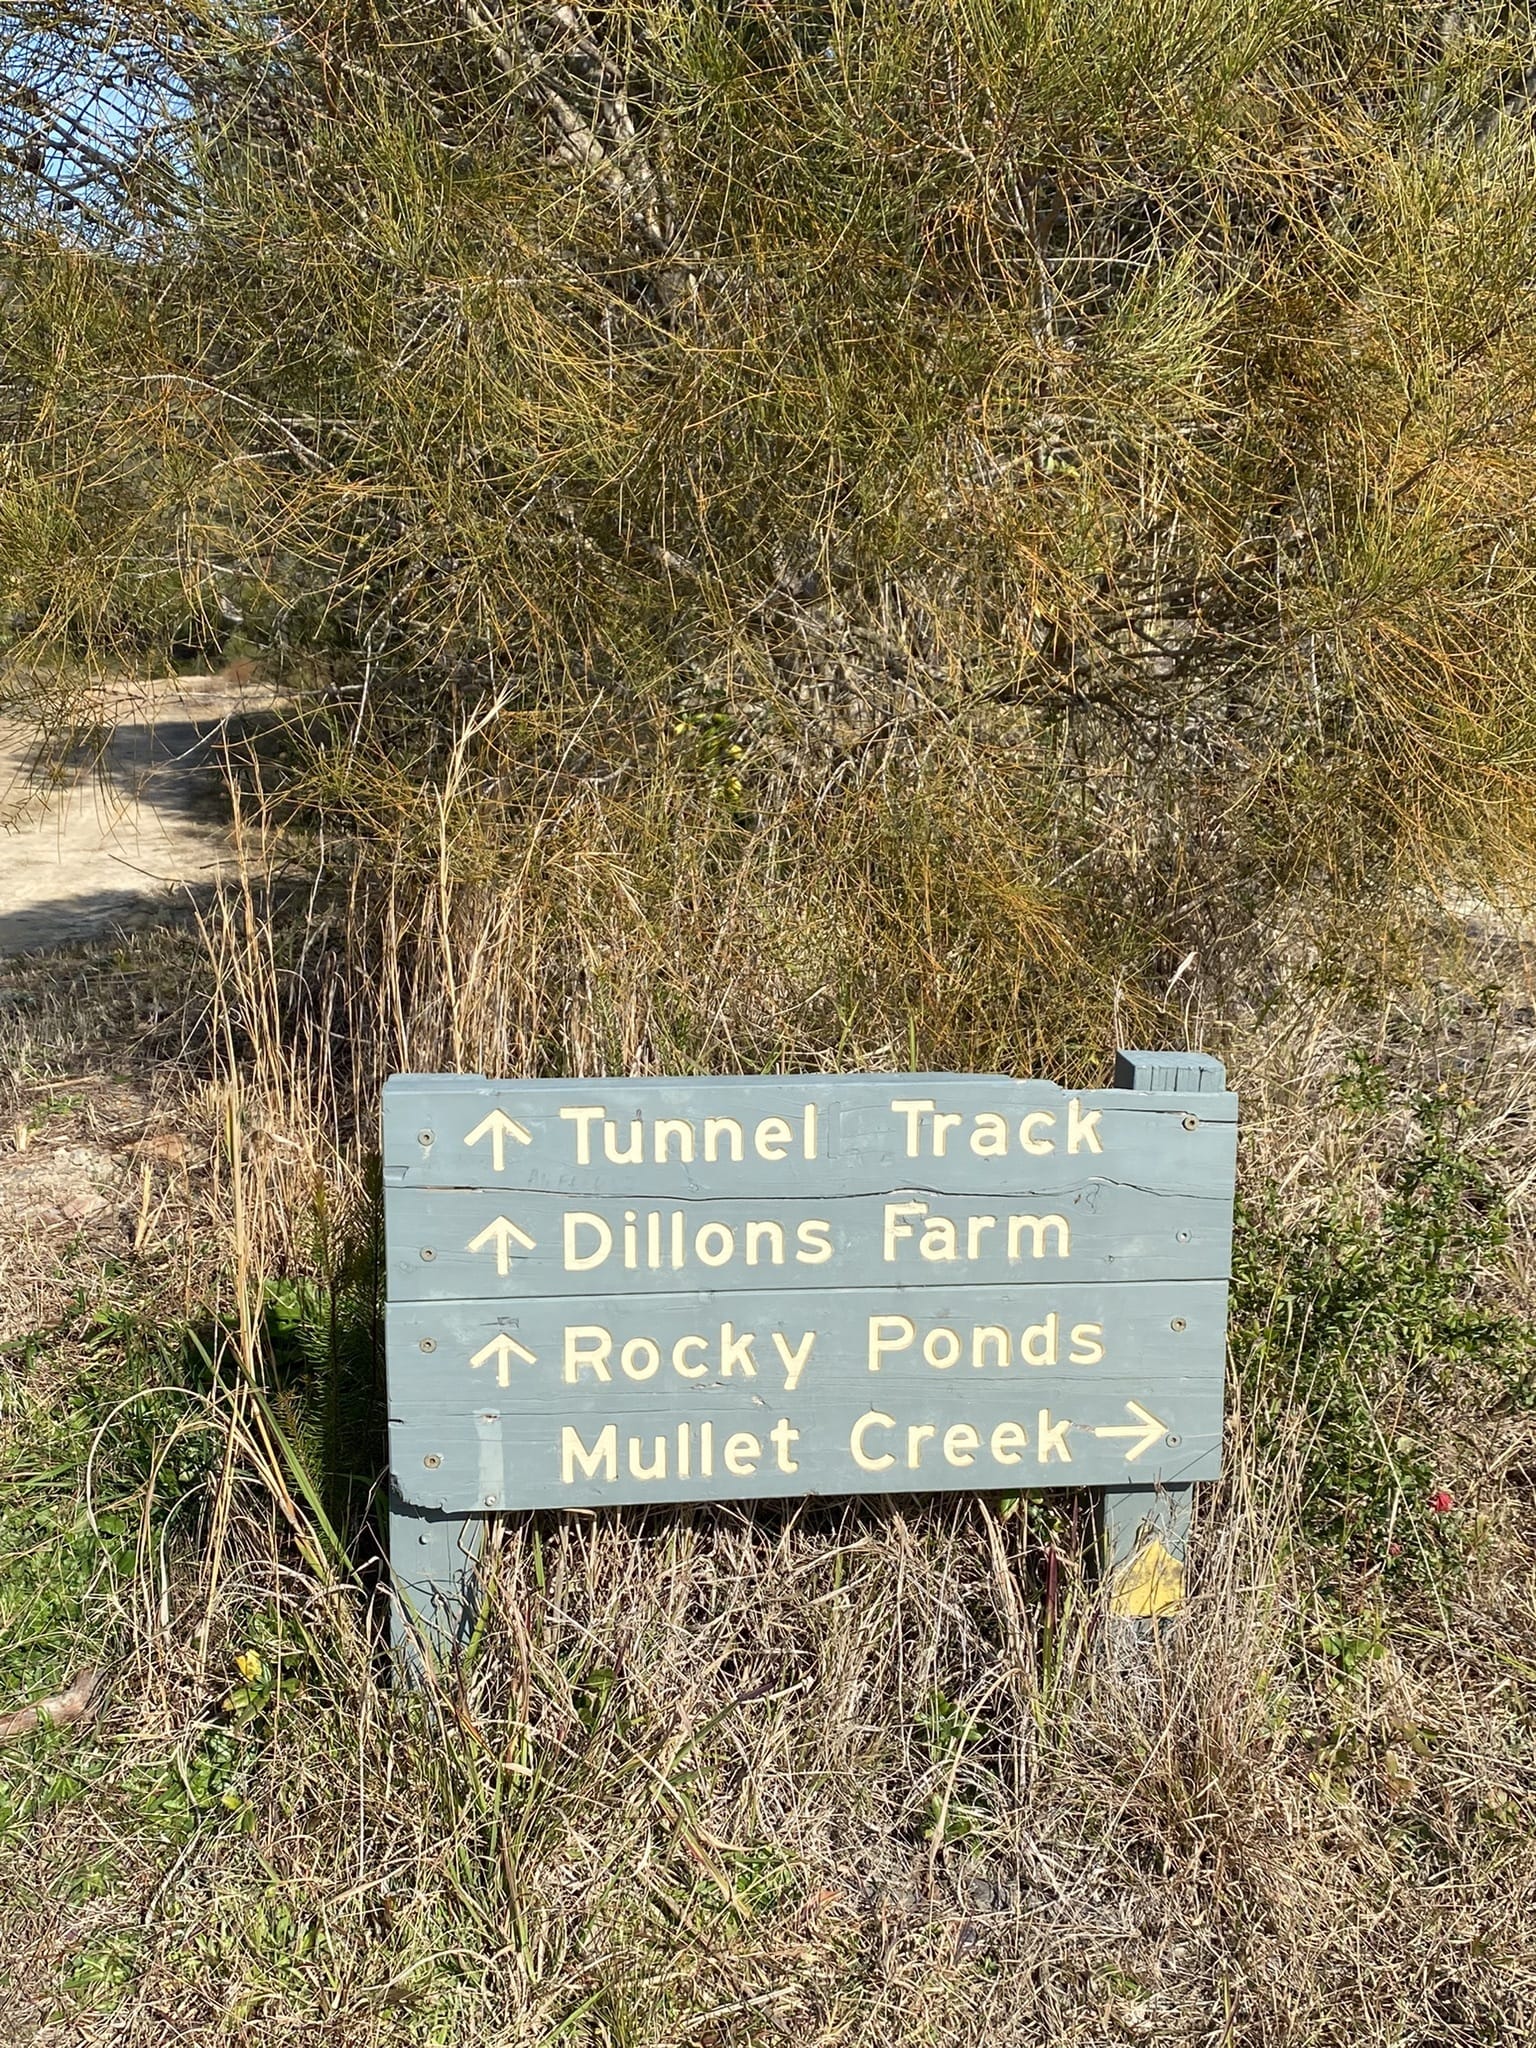 ↑ Tunnel Track
↑ Dillons Farm
↑ Rocky Ponds
Mullet Creek →